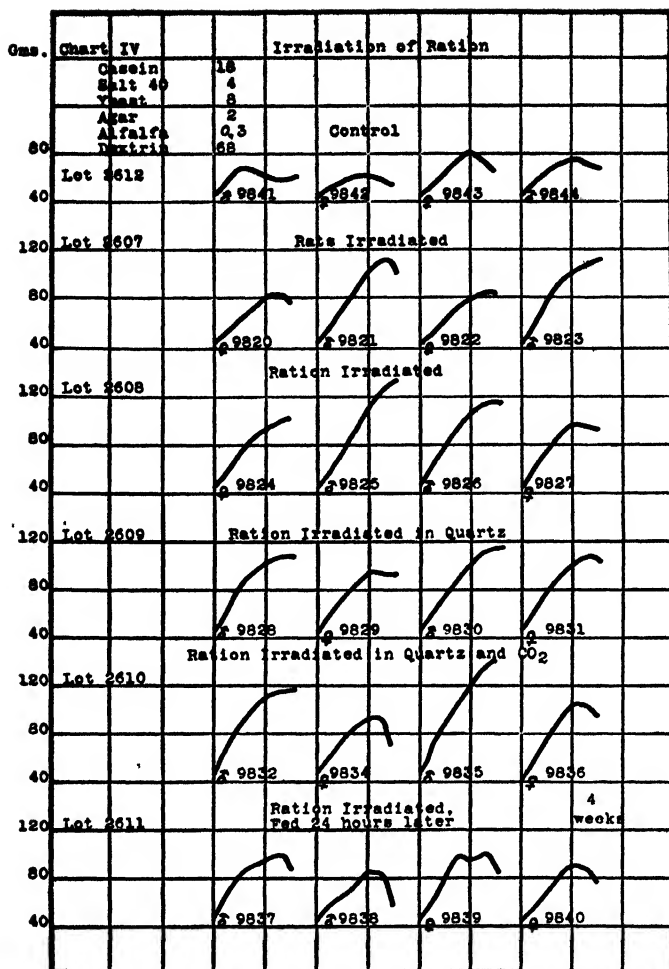 Gms. Chart IV Irradiation of Ration
Casein 18
Salt 40 4
Yeast 8
Agar 2
Alfalfa 0,3 Control
80 Dextrin 68
Lot 2612
40 ♂ 9841 ♀ 9842 ♀ 9843 ♂ 9844
120 Lot 2607 Rats Irradiated
80
40 ♀ 9820 ♂ 9821 ♀ 9822 ♂ 9823
Ration Irradiated
120 Lot 2608
80
40 ♀ 9824 ♂ 9825 ♂ 9826 ♀ 9827
120 Lot 2609 Ration Irradiated in Quartz
80
40 ♂ 9828 ♀ 9829 ♂ 9830 ♀ 9831
Ration Irradiated in Quartz and CO₂
120 Lot 2610
80
40 ♂ 9832 ♀ 9834 ♂ 9835 ♀ 9836
Ration Irradiated, 4
120 Lot 2611 Fed 24 hours later weeks
80
40 ♂ 9837 ♂ 9838 ♀ 9839 ♀ 9840